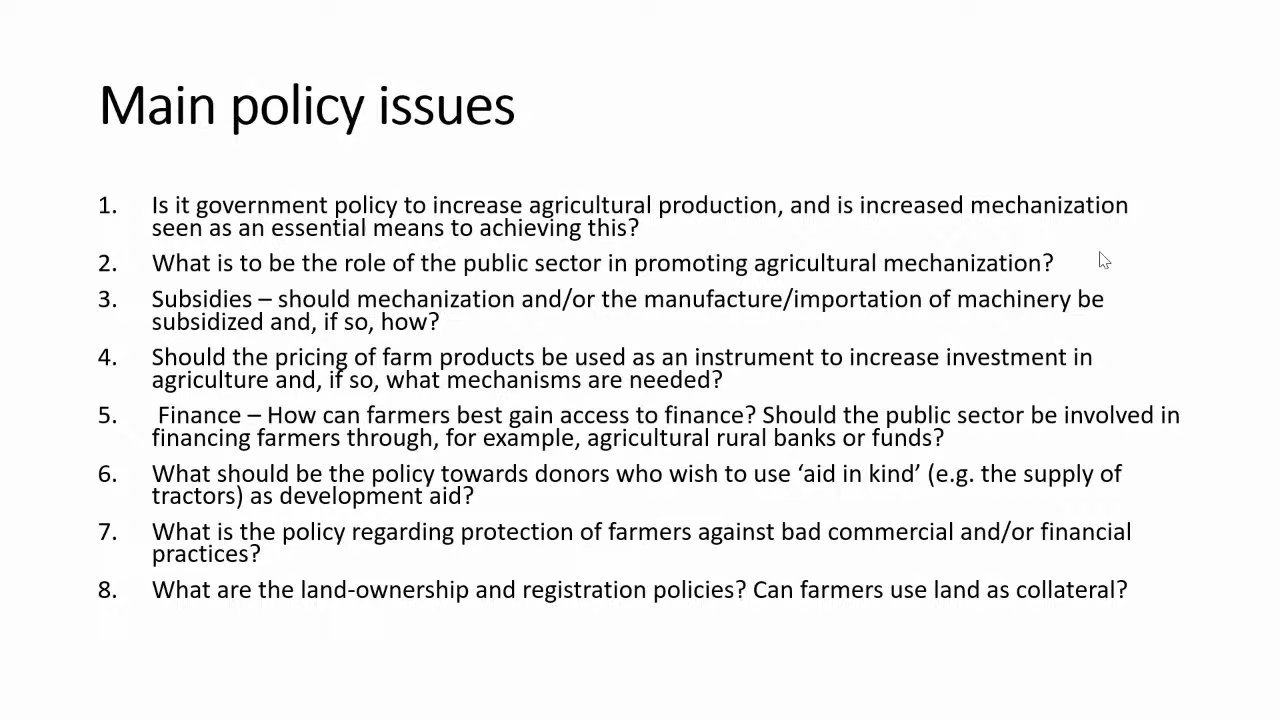 Main policy issues
1. Is it government policy to increase agricultural production, and is increased mechanization
seen as an essential means to achieving this?
2. What is to be the role of the public sector in promoting agricultural mechanization?
3. Subsidies – should mechanization and/or the manufacture/importation of machinery be
subsidized and, if so, how?
4. Should the pricing of farm products be used as an instrument to increase investment in
agriculture and, if so, what mechanisms are needed?
5. Finance – How can farmers best gain access to finance? Should the public sector be involved in
financing farmers through, for example, agricultural rural banks or funds?
6. What should be the policy towards donors who wish to use ‘aid in kind’ (e.g. the supply of
tractors) as development aid?
7. What is the policy regarding protection of farmers against bad commercial and/or financial
practices?
8. What are the land-ownership and registration policies? Can farmers use land as collateral?